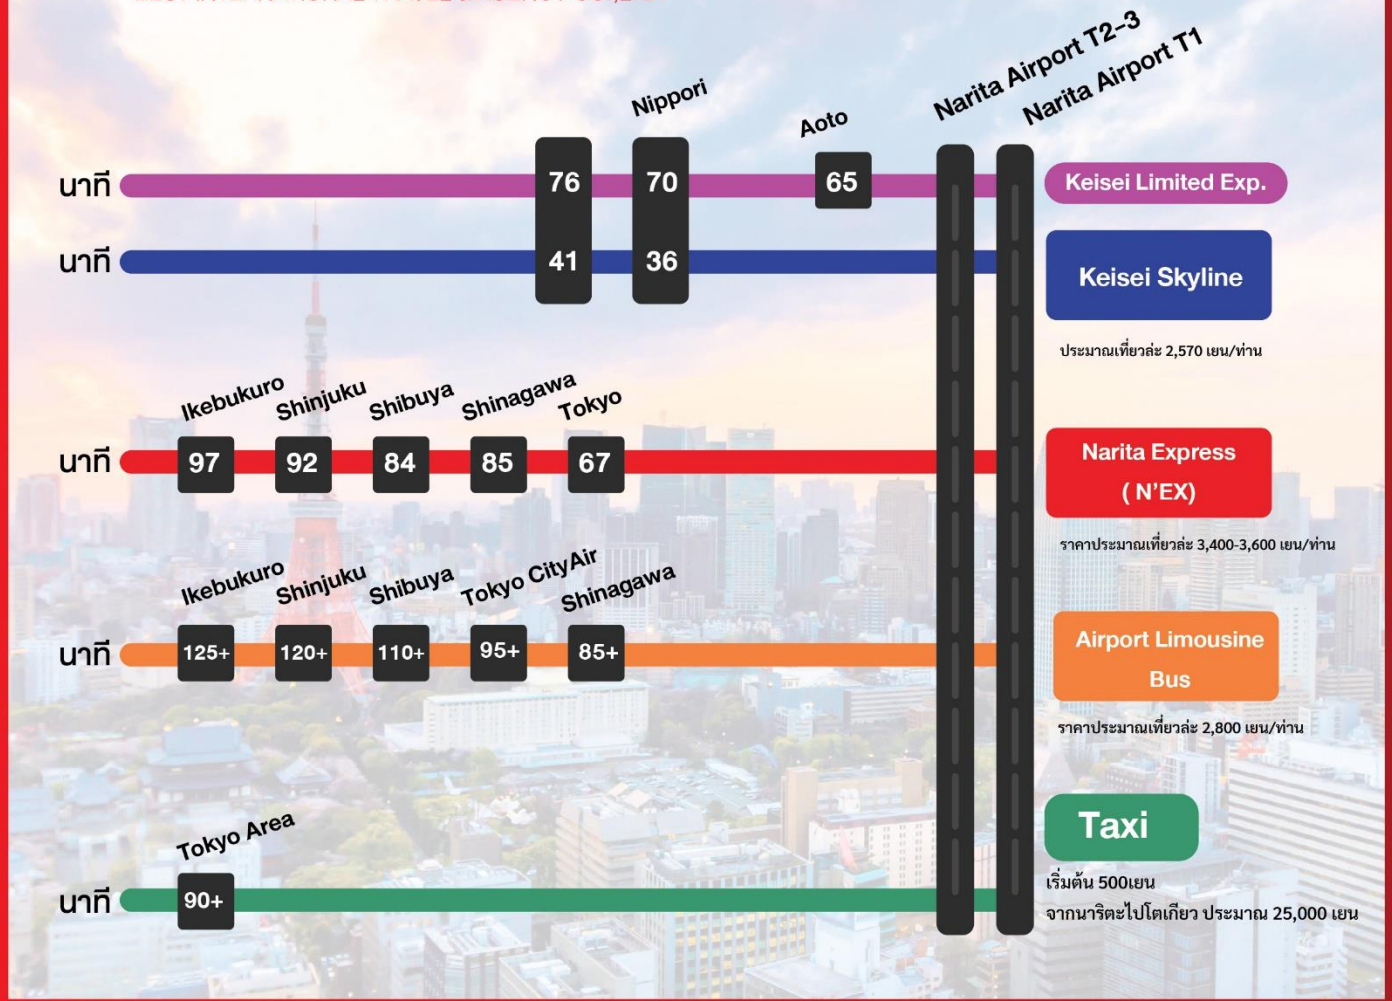 Narita Airport T2-3
Narita Airport T1
Nippori
Aoto
นาที
76
70
65
Keisei Limited Exp.
นาที
41
36
Keisei Skyline
ประมาณเที่ยวล่ะ 2,570 เยน/ท่าน
Ikebukuro
Shinjuku
Shibuya
Shinagawa
Tokyo
นาที
97
92
84
85
67
Narita Express
( N'EX)
ราคาประมาณเที่ยวล่ะ 3,400-3,600 เยน/ท่าน
Ikebukuro
Shinjuku
Shibuya
Tokyo CityAir
Shinagawa
นาที
125+
120+
110+
95+
85+
Airport Limousine
Bus
ราคาประมาณเที่ยวล่ะ 2,800 เยน/ท่าน
Tokyo Area
นาที
90+
Taxi
เริ่มต้น 500เยน
จากนาริตะไปโตเกียว ประมาณ 25,000 เยน